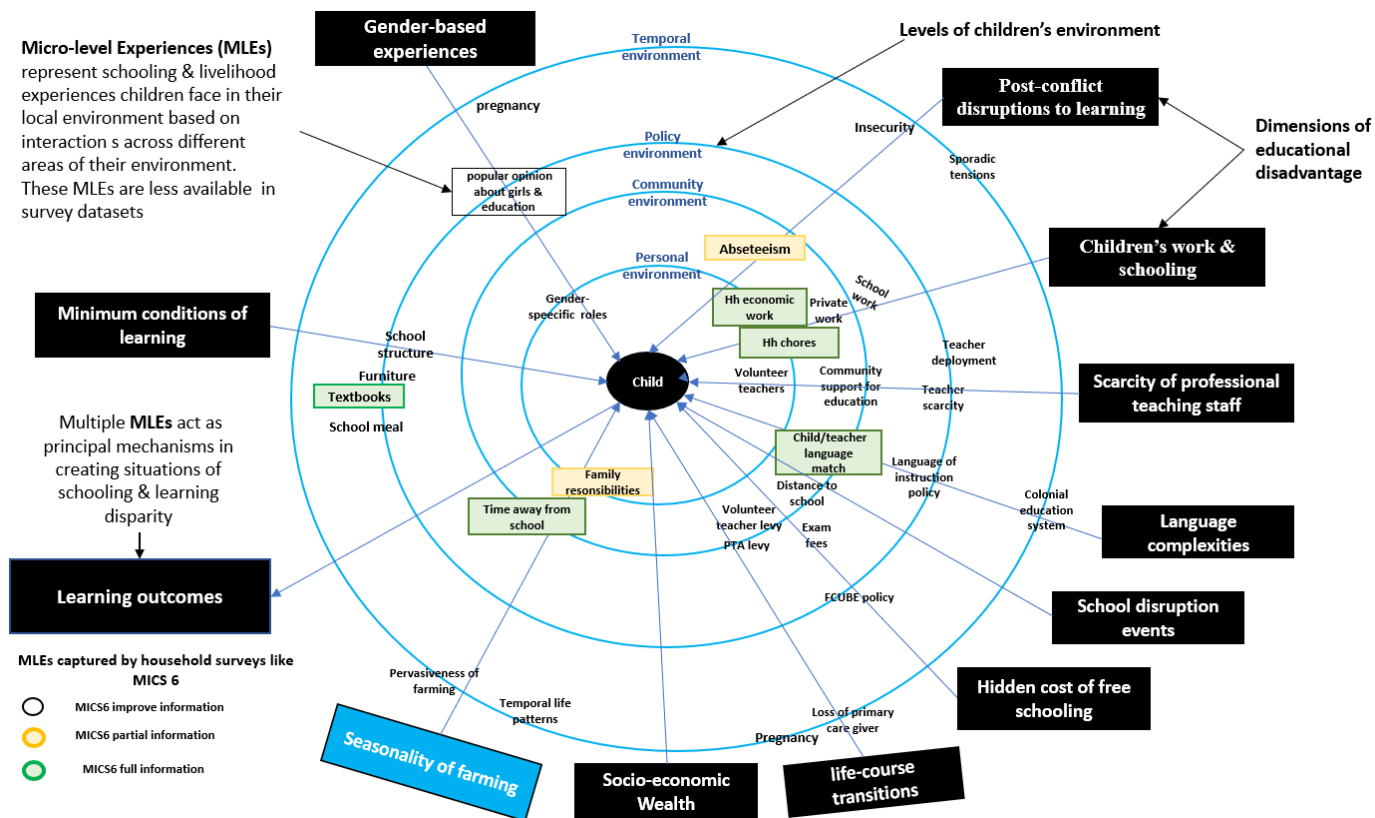 Gender-based
experiences
Temporal
environment
Levels of children's environment
Micro-level Experiences (MLEs)
represent schooling & livelihood
experiences children face in their
local environment based on
interaction s across different
areas of their environment.
These MLEs are less available in
survey datasets
pregnancy
Post-conflict
disruptions to learning
Insecurity
Sporadic
tensions
Dimensions of
educational
disadvantage
Policy
environment
popular opinion
about girls &
education
Community
environment
Abseteeism
Children's work &
schooling
Personal
environment
Gender-
speecific roles
Hh economic
work
Private
work
School
work
Hh chores
Minimum conditions of
learning
School
structure
Furniture
Textbooks
School meal
Child
Volunteer
teachers
Community
support for
education
Teacher
deployment
Teacher
scarcity
Scarcity of professional
teaching staff
Multiple MLEs act as
principal mechanisms in
creating situations of
schooling & learning
disparity
Child/teacher
language
match
Language of
instruction
policy
Family
resonsibilities
Distance to
school
Time away from
school
Volunteer
teacher levy
PTA levy
Exam
fees
Colonial
education
system
Language
complexities
Learning outcomes
FCUBE policy
School disruption
events
MLEs captured by household surveys like
MICS 6
MICS6 improve information
MICS6 partial information
MICS6 full information
Pervasiveness of
farming
Temporal life
patterns
Hidden cost of free
schooling
Loss of primary
care giver
Pregnancy
Seasonality of farming
Socio-economic
Wealth
life-course
transitions